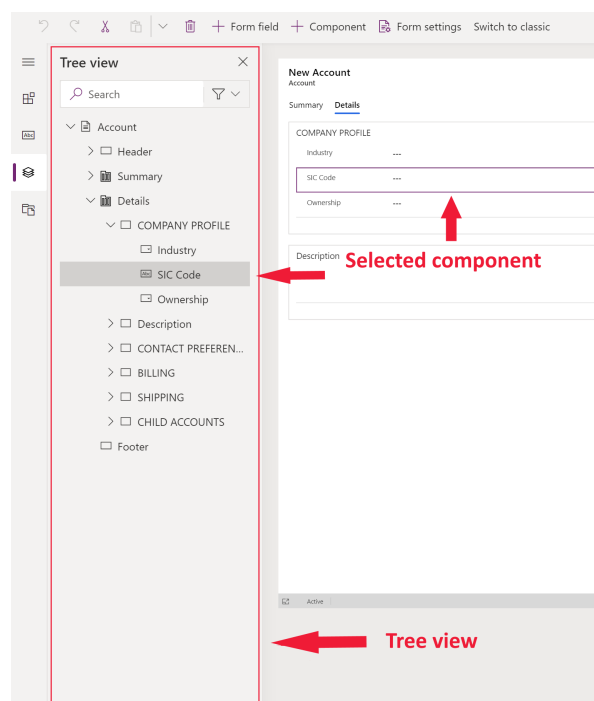 + Form field + Component Form settings Switch to classic
Tree view
Search
Account
Header
Summary
Details
COMPANY PROFILE
Industry
Abc SIC Code
Ownership
Description
CONTACT PREFEREN...
BILLING
SHIPPING
CHILD ACCOUNTS
Footer
Abc
New Account
Account
Summary Details
COMPANY PROFILE
Industry ---
SIC Code ---
Ownership ---
Description
Selected component
Active
Tree view